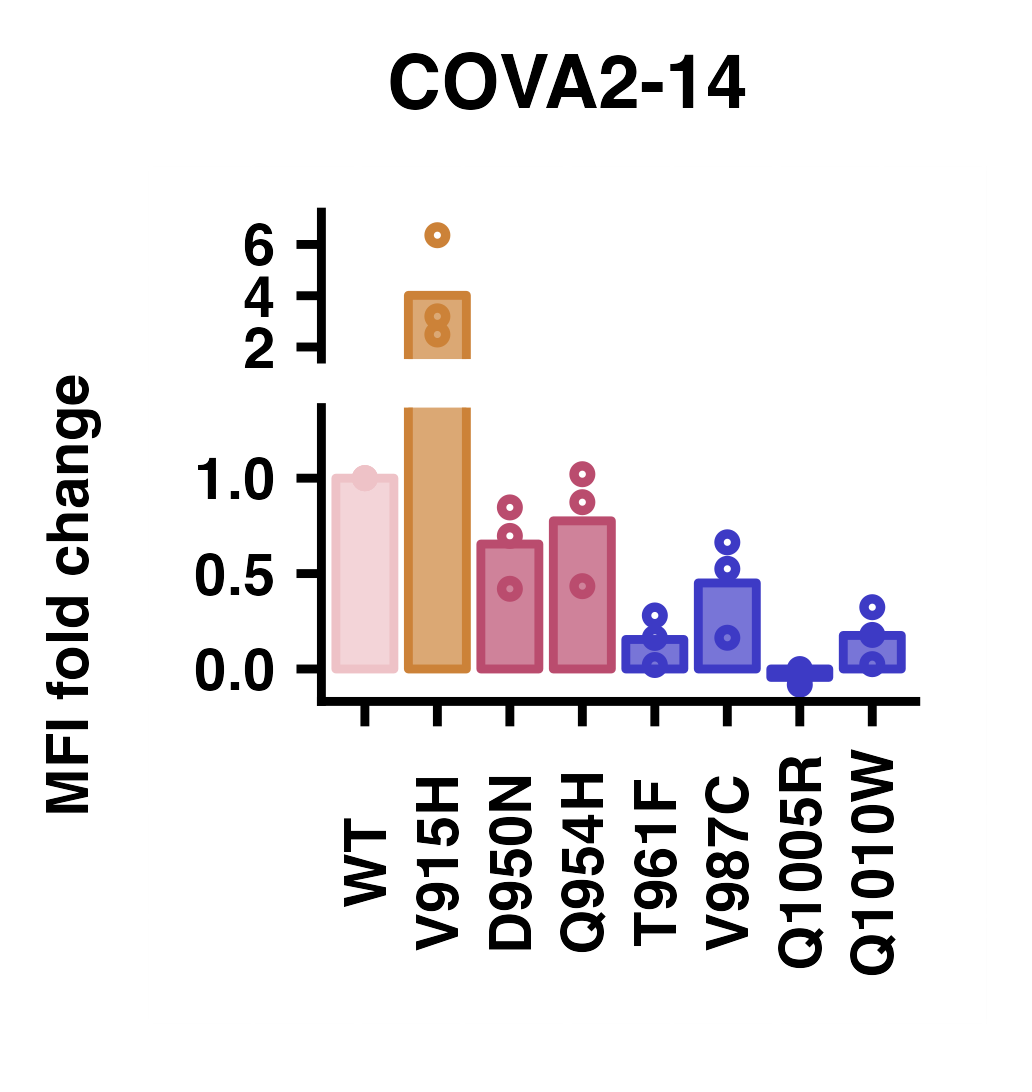 COVA2-14
6
4
2
1.0
0.5
0.0
MFI fold change
WT
V915H
D950N
Q954H
T961F
V987C
Q1005R
Q1010W